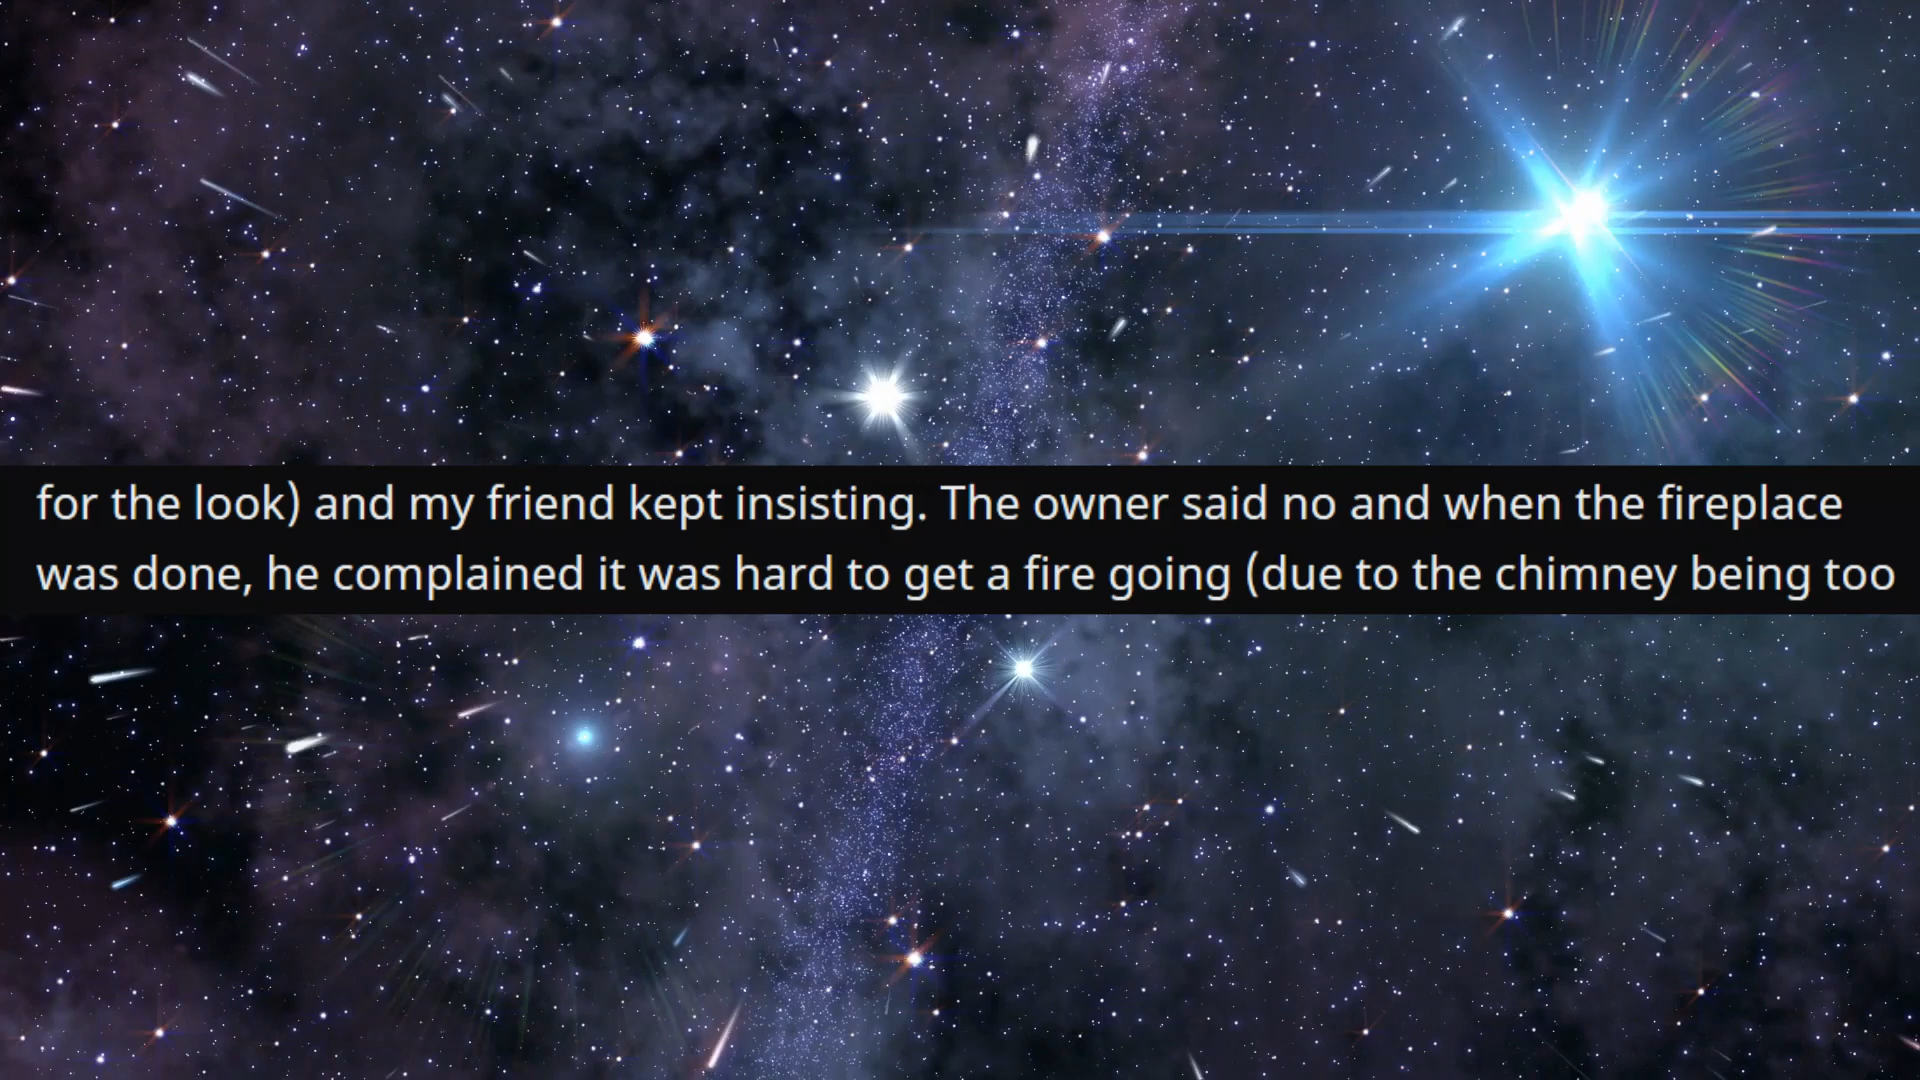 for the look) and my friend kept insisting. The owner said no and when the fireplace
was done, he complained it was hard to get a fire going (due to the chimney being too